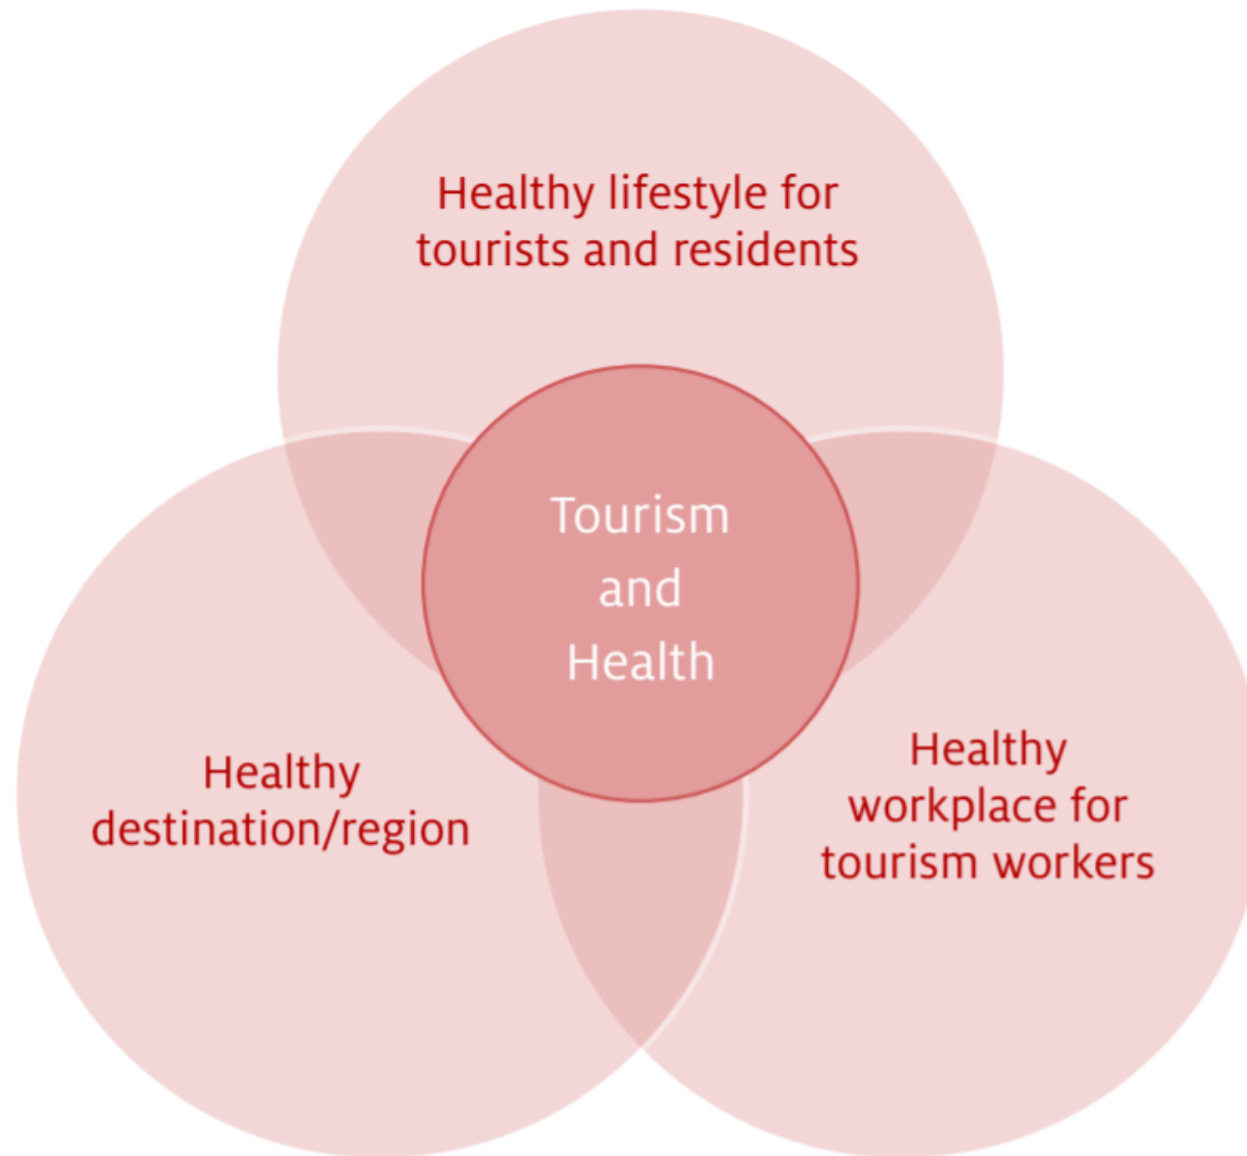 Healthy lifestyle for
tourists and residents
Tourism
and
Health
Healthy
destination/region
Healthy
workplace for
tourism workers